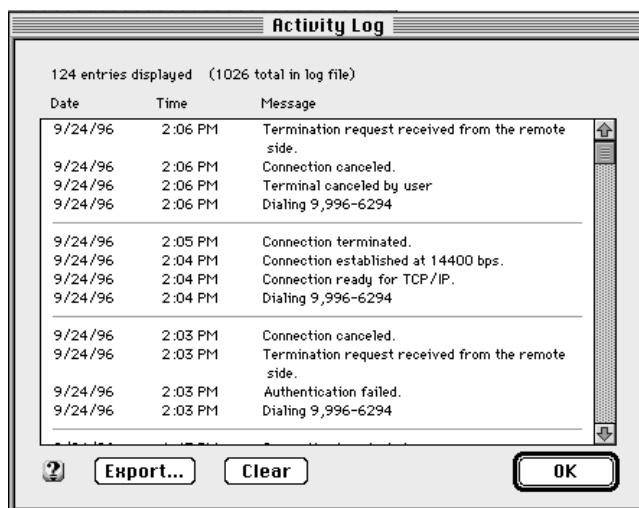 Activity Log
124 entries displayed (1026 total in log file)
Date Time Message
9/24/96 2:06 PM Termination request received from the remote
side.
9/24/96 2:06 PM Connection canceled.
9/24/96 2:06 PM Terminal canceled by user
9/24/96 2:06 PM Dialing 9,996-6294
9/24/96 2:05 PM Connection terminated.
9/24/96 2:04 PM Connection established at 14400 bps.
9/24/96 2:04 PM Connection ready for TCP/IP.
9/24/96 2:04 PM Dialing 9,996-6294
9/24/96 2:03 PM Connection canceled.
9/24/96 2:03 PM Termination request received from the remote
side.
9/24/96 2:03 PM Authentication failed.
9/24/96 2:03 PM Dialing 9,996-6294
? Export... Clear OK